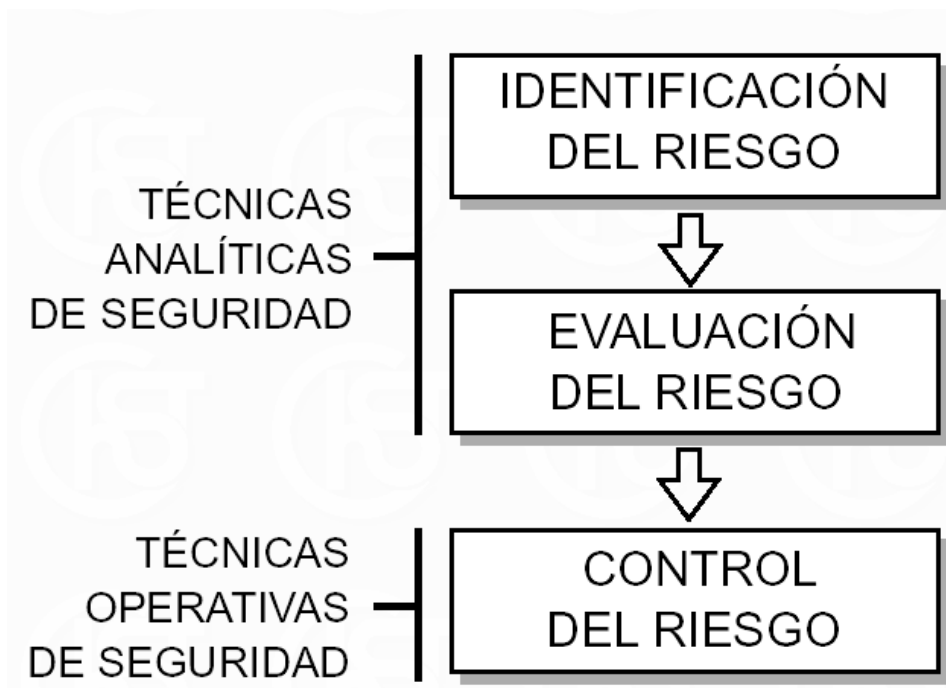 IDENTIFICACIÓN
DEL RIESGO
TÉCNICAS
ANALÍTICAS
DE SEGURIDAD
EVALUACIÓN
DEL RIESGO
TÉCNICAS
OPERATIVAS
DE SEGURIDAD
CONTROL
DEL RIESGO